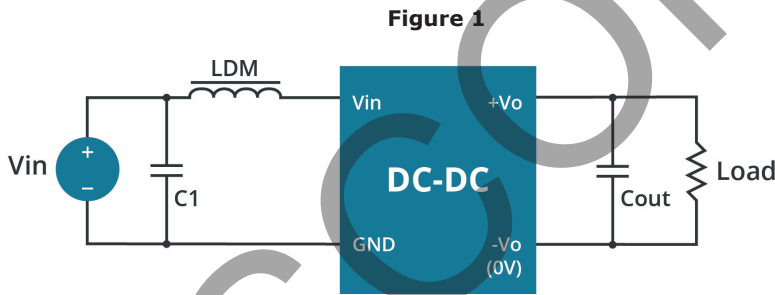 Figure 1
LDM
Vin
+Vo
+
Vin
–
C1
DC-DC
Cout
Load
GND
-Vo
(0V)